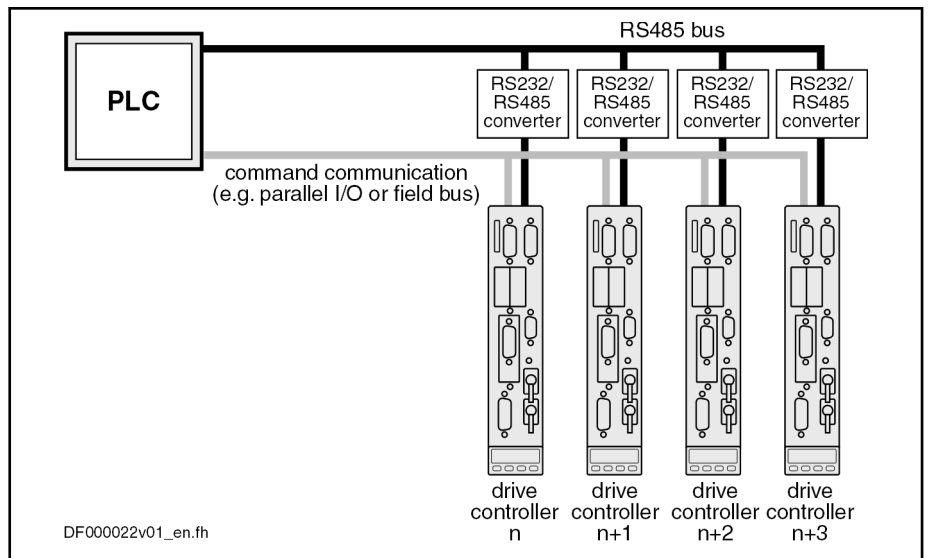 RS485 bus
PLC
RS232/
RS485
converter
RS232/
RS485
converter
RS232/
RS485
converter
RS232/
RS485
converter
command communication
(e.g. parallel I/O or field bus)
drive
controller
n
drive
controller
n+1
drive
controller
n+2
drive
controller
n+3
DF000022v01_en.fh